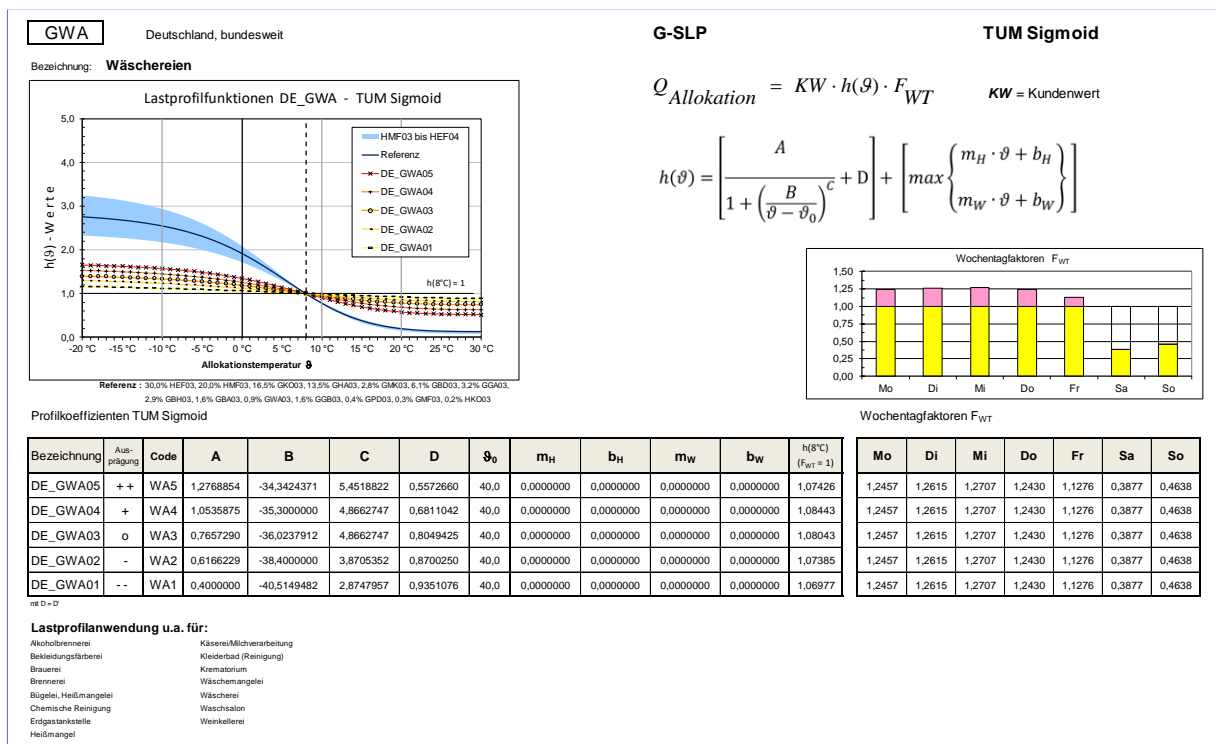 GWA Deutschland, bundesweit G-SLP TUM Sigmoid
Bezeichnung: Wäschereien
Q Allokation = KW · h(ϑ) · F WT KW = Kundenwert
Lastprofilfunktionen DE_GWA - TUM Sigmoid
h(ϑ) - Werte
5,0
4,0
3,0
2,0
1,0
0,0
HMF03 bis HEF04
Referenz
DE_GWA05
DE_GWA04
DE_GWA03
DE_GWA02
DE_GWA01
h(8°C) = 1
-20 °C -15 °C -10 °C -5 °C 0 °C 5 °C 10 °C 15 °C 20 °C 25 °C 30 °C
Allokationstemperatur ϑ
h(ϑ) = [ A / (1 + (B / (ϑ − ϑ0))^C) + D ] + [ max { mH · ϑ + bH ; mW · ϑ + bW } ]
Wochentagfaktoren FWT
1,50
1,25
1,00
0,75
0,50
0,25
0,00
Mo Di Mi Do Fr Sa So
Referenz : 30,0% HEF03, 20,0% HMF03, 16,5% GKO03, 13,5% GHA03, 2,8% GMK03, 6,1% GBD03, 3,2% GGA03,
2,9% GBH03, 1,6% GBA03, 0,9% GWA03, 1,6% GGB03, 0,4% GPD03, 0,3% GMF03, 0,2% HKO03
Profilkoeffizienten TUM Sigmoid Wochentagfaktoren FWT
Bezeichnung Aus-prägung Code A B C D ϑ0 mH bH mW bW h(8°C) (FWT = 1) Mo Di Mi Do Fr Sa So
DE_GWA05 + + WA5 1,2768854 -34,3424371 5,4518822 0,5572660 40,0 0,0000000 0,0000000 0,0000000 0,0000000 1,07426 1,2457 1,2615 1,2707 1,2430 1,1276 0,3877 0,4638
DE_GWA04 + WA4 1,0535875 -35,3000000 4,8662747 0,6811042 40,0 0,0000000 0,0000000 0,0000000 0,0000000 1,08443 1,2457 1,2615 1,2707 1,2430 1,1276 0,3877 0,4638
DE_GWA03 o WA3 0,7657290 -36,0237912 4,8662747 0,8049425 40,0 0,0000000 0,0000000 0,0000000 0,0000000 1,08043 1,2457 1,2615 1,2707 1,2430 1,1276 0,3877 0,4638
DE_GWA02 - WA2 0,6166229 -38,4000000 3,8705352 0,8700250 40,0 0,0000000 0,0000000 0,0000000 0,0000000 1,07385 1,2457 1,2615 1,2707 1,2430 1,1276 0,3877 0,4638
DE_GWA01 - - WA1 0,4000000 -40,5149482 2,8747957 0,9351076 40,0 0,0000000 0,0000000 0,0000000 0,0000000 1,06977 1,2457 1,2615 1,2707 1,2430 1,1276 0,3877 0,4638
mit D = D'
Lastprofilanwendung u.a. für:
Alkoholbrennerei
Bekleidungsfärberei
Brauerei
Brennerei
Bügelei, Heißmangelei
Chemische Reinigung
Erdgastankstelle
Heißmangel
Käserei/Milchverarbeitung
Kleiderbad (Reinigung)
Krematorium
Wäschemangelei
Wäscherei
Waschsalon
Weinkellerei